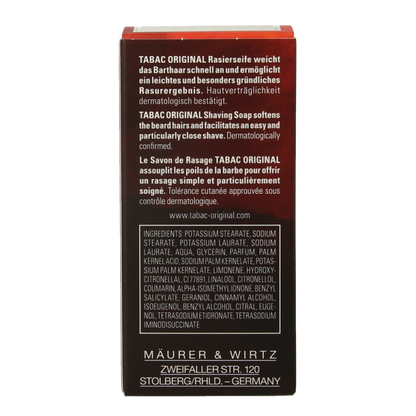 TABAC ORIGINAL Rasierseife weicht
das Barthaar schnell an und ermöglicht
ein leichtes und besonders gründliches
Rasurergebnis. Hautverträglichkeit
dermatologisch bestätigt.
TABAC ORIGINAL Shaving Soap softens
the beard hairs and facilitates an easy and
particularly close shave. Dermatologically
confirmed.
Le Savon de Rasage TABAC ORIGINAL
assouplit les poils de la barbe pour offrir
un rasage simple et particulièrement
soigné. Tolérance cutanée approuvée sous
contrôle dermatologique.
www.tabac-original.com
INGREDIENTS: POTASSIUM STEARATE, SODIUM
STEARATE, POTASSIUM LAURATE, SODIUM
LAURATE, AQUA, GLYCERIN, PARFUM, PALM
KERNEL ACID, SODIUM PALM KERNELATE, POTAS-
SIUM PALM KERNELATE, LIMONENE, HYDROXY-
CITRONELLAL, CI 77891, LINALOOL, CITRONELLOL,
COUMARIN, ALPHA-ISOMETHYL IONONE, BENZYL
SALICYLATE, GERANIOL, CINNAMYL ALCOHOL,
ISOEUGENOL, BENZYL ALCOHOL, CITRAL, EUGE-
NOL, TETRASODIUM ETIDRONATE, TETRASODIUM
IMINODISUCCINATE
MÄURER & WIRTZ
ZWEIFALLER STR. 120
STOLBERG/RHLD. – GERMANY